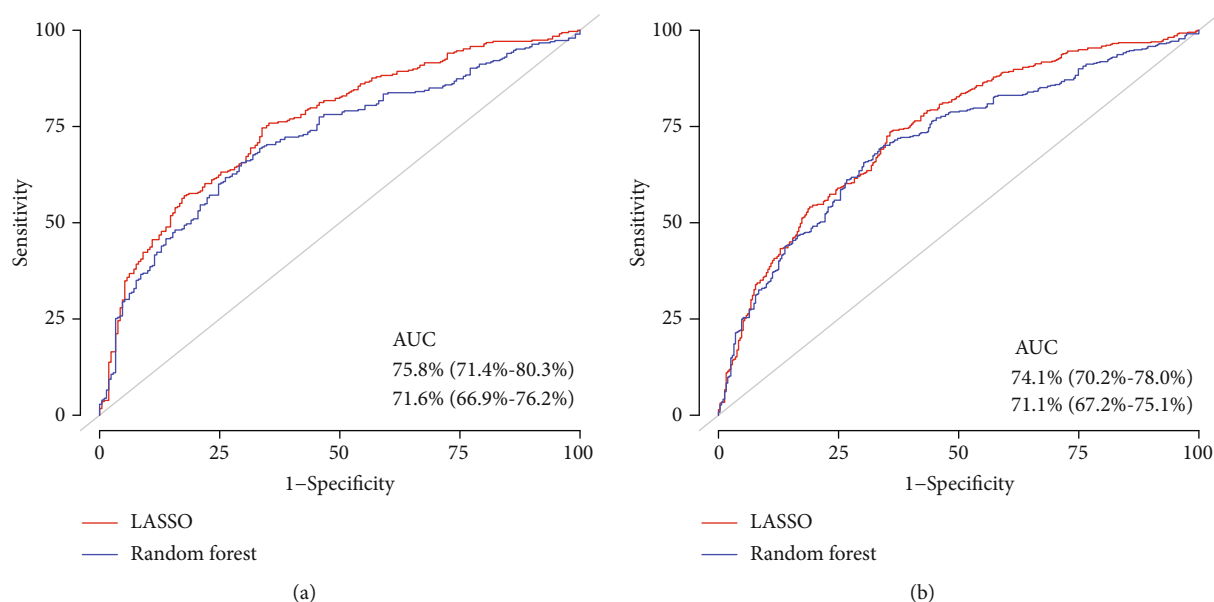 100
75
50
25
0
Sensitivity
AUC
75.8% (71.4%-80.3%)
71.6% (66.9%-76.2%)
0 25 50 75 100
1−Specificity
LASSO
Random forest
(a)
100
75
50
25
0
Sensitivity
AUC
74.1% (70.2%-78.0%)
71.1% (67.2%-75.1%)
0 25 50 75 100
1−Specificity
LASSO
Random forest
(b)